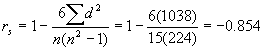 r_s = 1 − 6∑d² / n(n² − 1) = 1 − 6(1038) / 15(224) = −0.854